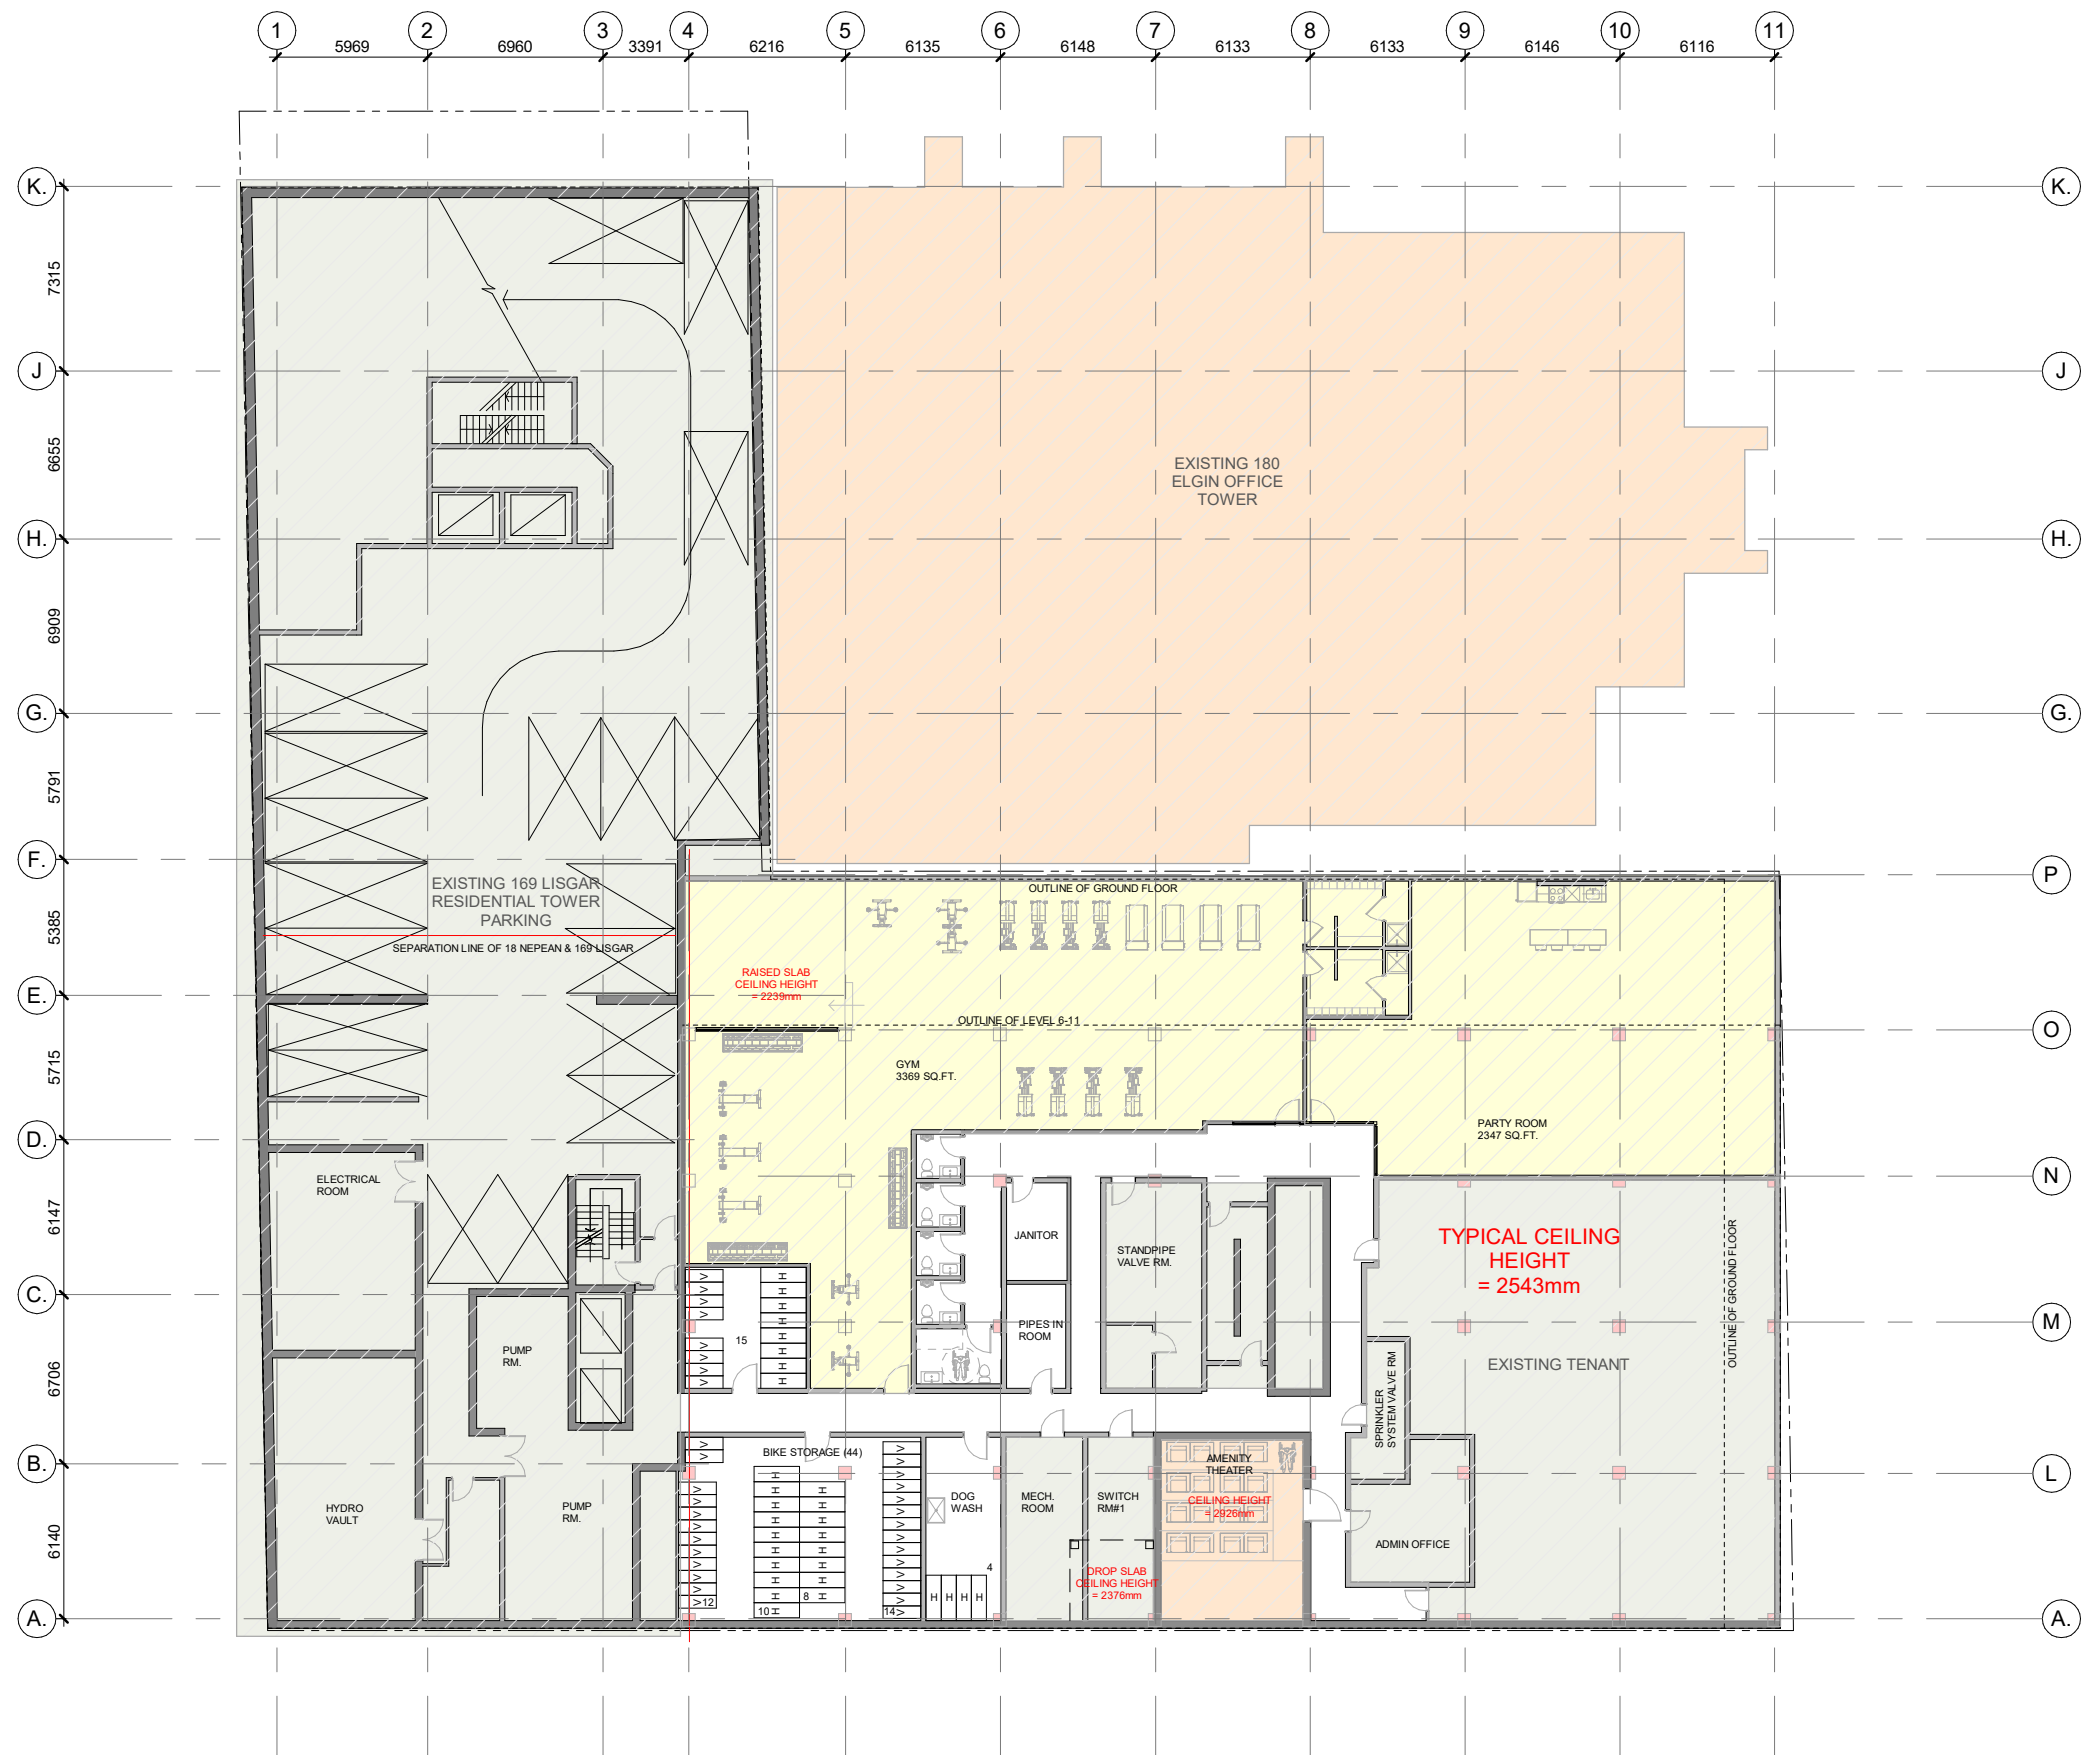 1 2 3 4 5 6 7 8 9 10 11
5969 6960 3391 6216 6135 6148 6133 6133 6146 6116
K. K.
7315
J J
6655
EXISTING 180
ELGIN OFFICE
TOWER
H. H.
6909
G. G.
5791
F. P
EXISTING 169 LISGAR
RESIDENTIAL TOWER
PARKING
SEPARATION LINE OF 18 NEPEAN & 169 LISGAR
5385
OUTLINE OF GROUND FLOOR
RAISED SLAB
CEILING HEIGHT
= 2239mm
E. O
OUTLINE OF LEVEL 6-11
5715
GYM
3369 SQ.FT.
PARTY ROOM
2347 SQ.FT.
D. N
ELECTRICAL
ROOM
6147
JANITOR
STANDPIPE
VALVE RM.
TYPICAL CEILING
HEIGHT
= 2543mm
OUTLINE OF GROUND FLOOR
C. M
15
PIPES IN
ROOM
PUMP
RM.
EXISTING TENANT
6706
SPRINKLER
SYSTEM VALVE RM
B. L
BIKE STORAGE (44)
AMENITY
THEATER
CEILING HEIGHT
= 2926mm
HYDRO
VAULT
PUMP
RM.
DOG
WASH
MECH.
ROOM
SWITCH
RM#1
6140
ADMIN OFFICE
4
DROP SLAB
CEILING HEIGHT
= 2376mm
H H H H
12
8
10
14
A. A.